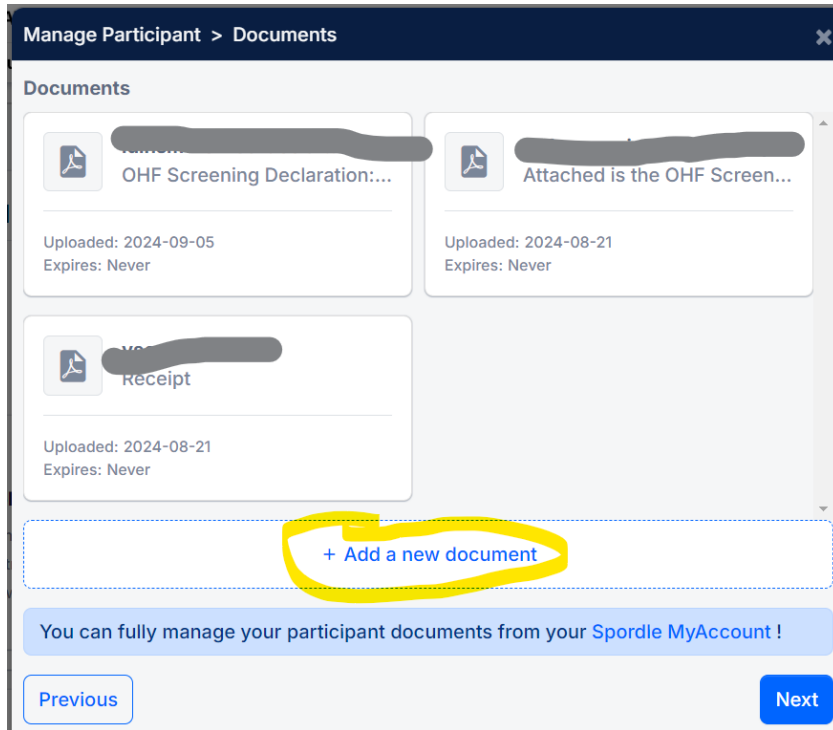 Manage Participant > Documents
Documents
OHF Screening Declaration:...
Attached is the OHF Screen...
Uploaded: 2024-09-05
Expires: Never
Uploaded: 2024-08-21
Expires: Never
Receipt
Uploaded: 2024-08-21
Expires: Never
+ Add a new document
You can fully manage your participant documents from your Spordle MyAccount !
Previous
Next